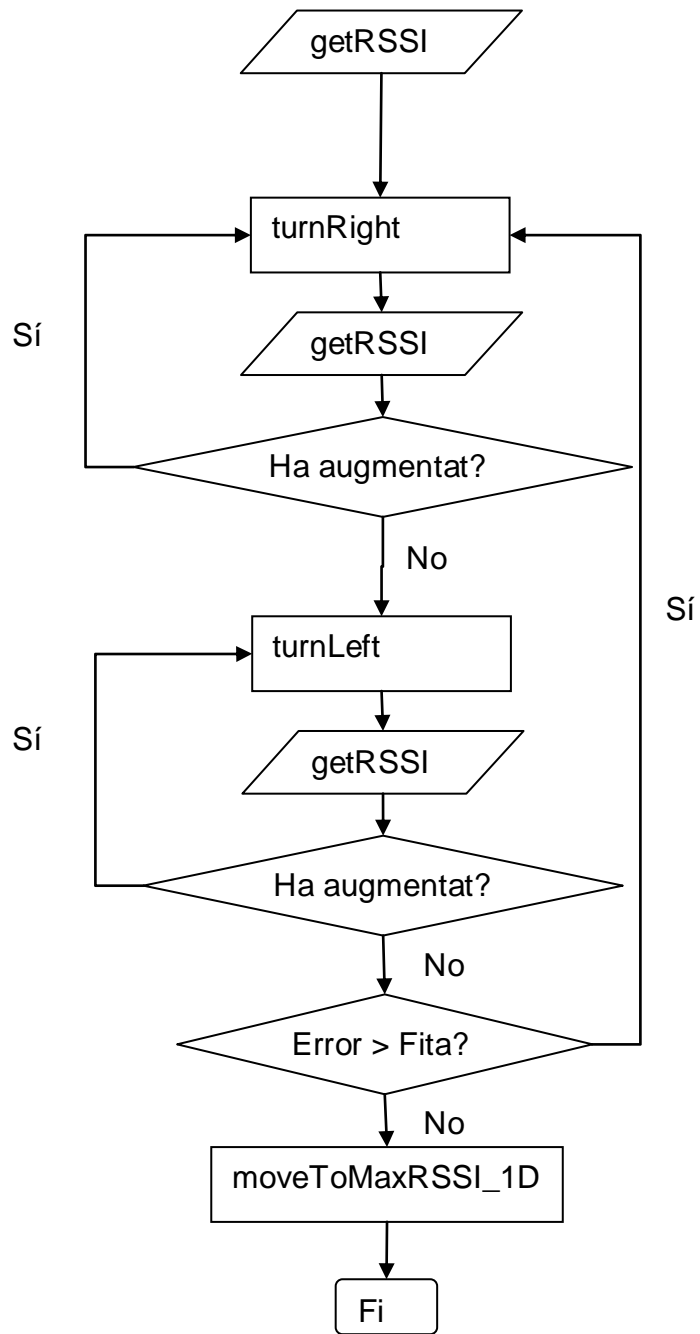 getRSSI
turnRight
Sí
getRSSI
Ha augmentat?
No
Sí
turnLeft
Sí
getRSSI
Ha augmentat?
No
Error > Fita?
No
moveToMaxRSSI_1D
Fi